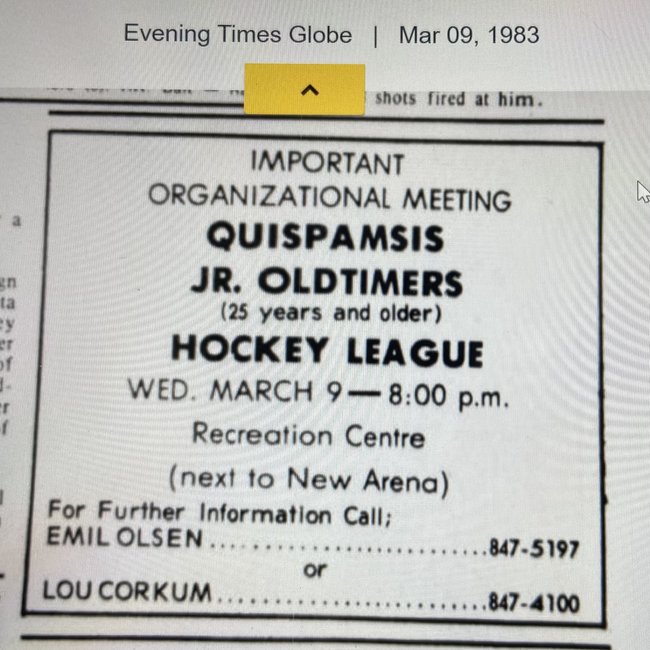 Evening Times Globe | Mar 09, 1983
shots fired at him.
IMPORTANT
ORGANIZATIONAL MEETING
QUISPAMSIS
JR. OLDTIMERS
(25 years and older)
HOCKEY LEAGUE
WED. MARCH 9—8:00 p.m.
Recreation Centre
(next to New Arena)
For Further Information Call;
EMIL OLSEN ..........................847-5197
or
LOU CORKUM.........................847-4100